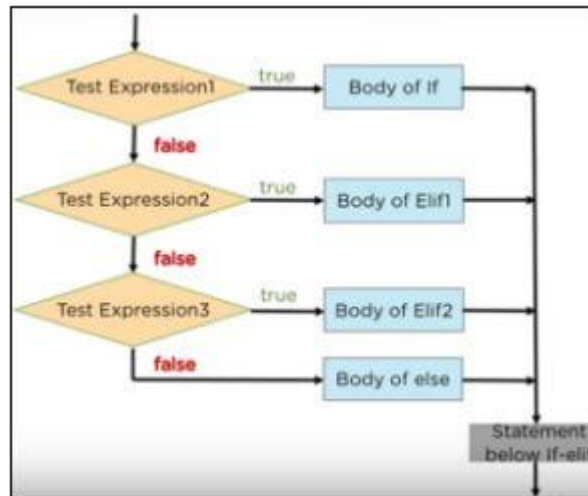 Test Expression1
true
Body of If
false
Test Expression2
true
Body of Elif1
false
Test Expression3
true
Body of Elif2
false
Body of else
Statement
below If-elif